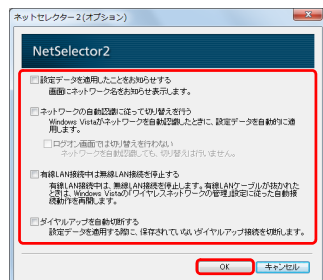 ネットセレクター2(オプション)
NetSelector2
設定データを適用したことをお知らせする
画面にネットワーク名をお知らせ表示します。
ネットワークの自動認識に従って切り替えを行う
Windows Vistaがネットワークを自動認識したときに、設定データを自動的に適
用します。
ログオン画面では切り替えを行わない
ネットワークを自動認識しても、切り替えは行いません。
有線LAN接続中は無線LAN接続を停止する
有線LAN接続中は、無線LAN接続を停止します。有線LANケーブルが抜かれた
ときは、Windows Vistaの「ワイヤレスネットワークの管理」設定に従った自動接
続動作を再開します。
ダイヤルアップを自動切断する
設定データを適用する際に、保存されていないダイヤルアップ接続を切断します。
OK
キャンセル